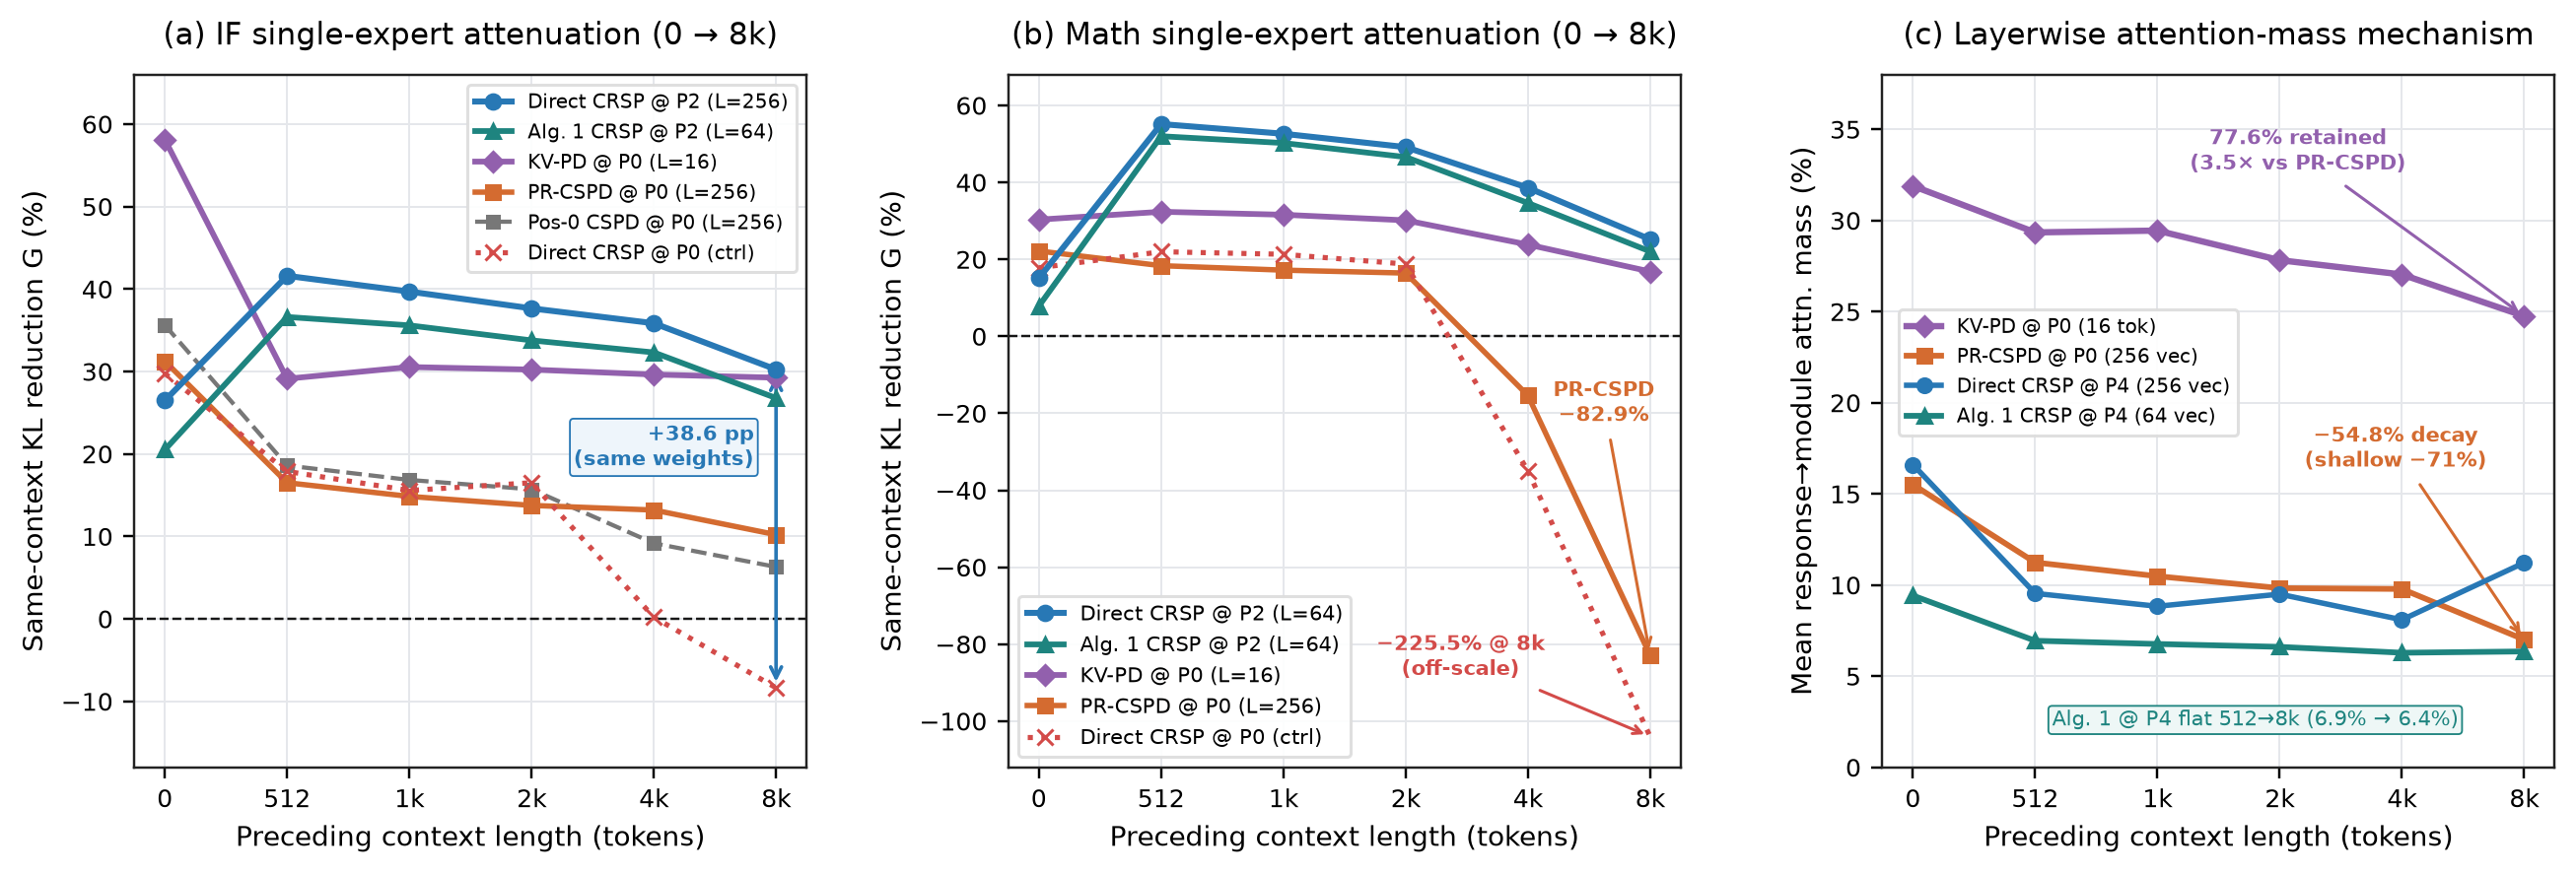 (a) IF single-expert attenuation (0 → 8k)
Same-context KL reduction G (%)
60
50
40
30
20
10
0
−10
Direct CRSP @ P2 (L=256)
Alg. 1 CRSP @ P2 (L=64)
KV-PD @ P0 (L=16)
PR-CSPD @ P0 (L=256)
Pos-0 CSPD @ P0 (L=256)
Direct CRSP @ P0 (ctrl)
+38.6 pp
(same weights)
0 512 1k 2k 4k 8k
Preceding context length (tokens)
(b) Math single-expert attenuation (0 → 8k)
Same-context KL reduction G (%)
60
40
20
0
−20
−40
−60
−80
−100
PR-CSPD
−82.9%
−225.5% @ 8k
(off-scale)
Direct CRSP @ P2 (L=64)
Alg. 1 CRSP @ P2 (L=64)
KV-PD @ P0 (L=16)
PR-CSPD @ P0 (L=256)
Direct CRSP @ P0 (ctrl)
0 512 1k 2k 4k 8k
Preceding context length (tokens)
(c) Layerwise attention-mass mechanism
Mean response→module attn. mass (%)
35
30
25
20
15
10
5
0
77.6% retained
(3.5× vs PR-CSPD)
KV-PD @ P0 (16 tok)
PR-CSPD @ P0 (256 vec)
Direct CRSP @ P4 (256 vec)
Alg. 1 CRSP @ P4 (64 vec)
−54.8% decay
(shallow −71%)
Alg. 1 @ P4 flat 512→8k (6.9% → 6.4%)
0 512 1k 2k 4k 8k
Preceding context length (tokens)